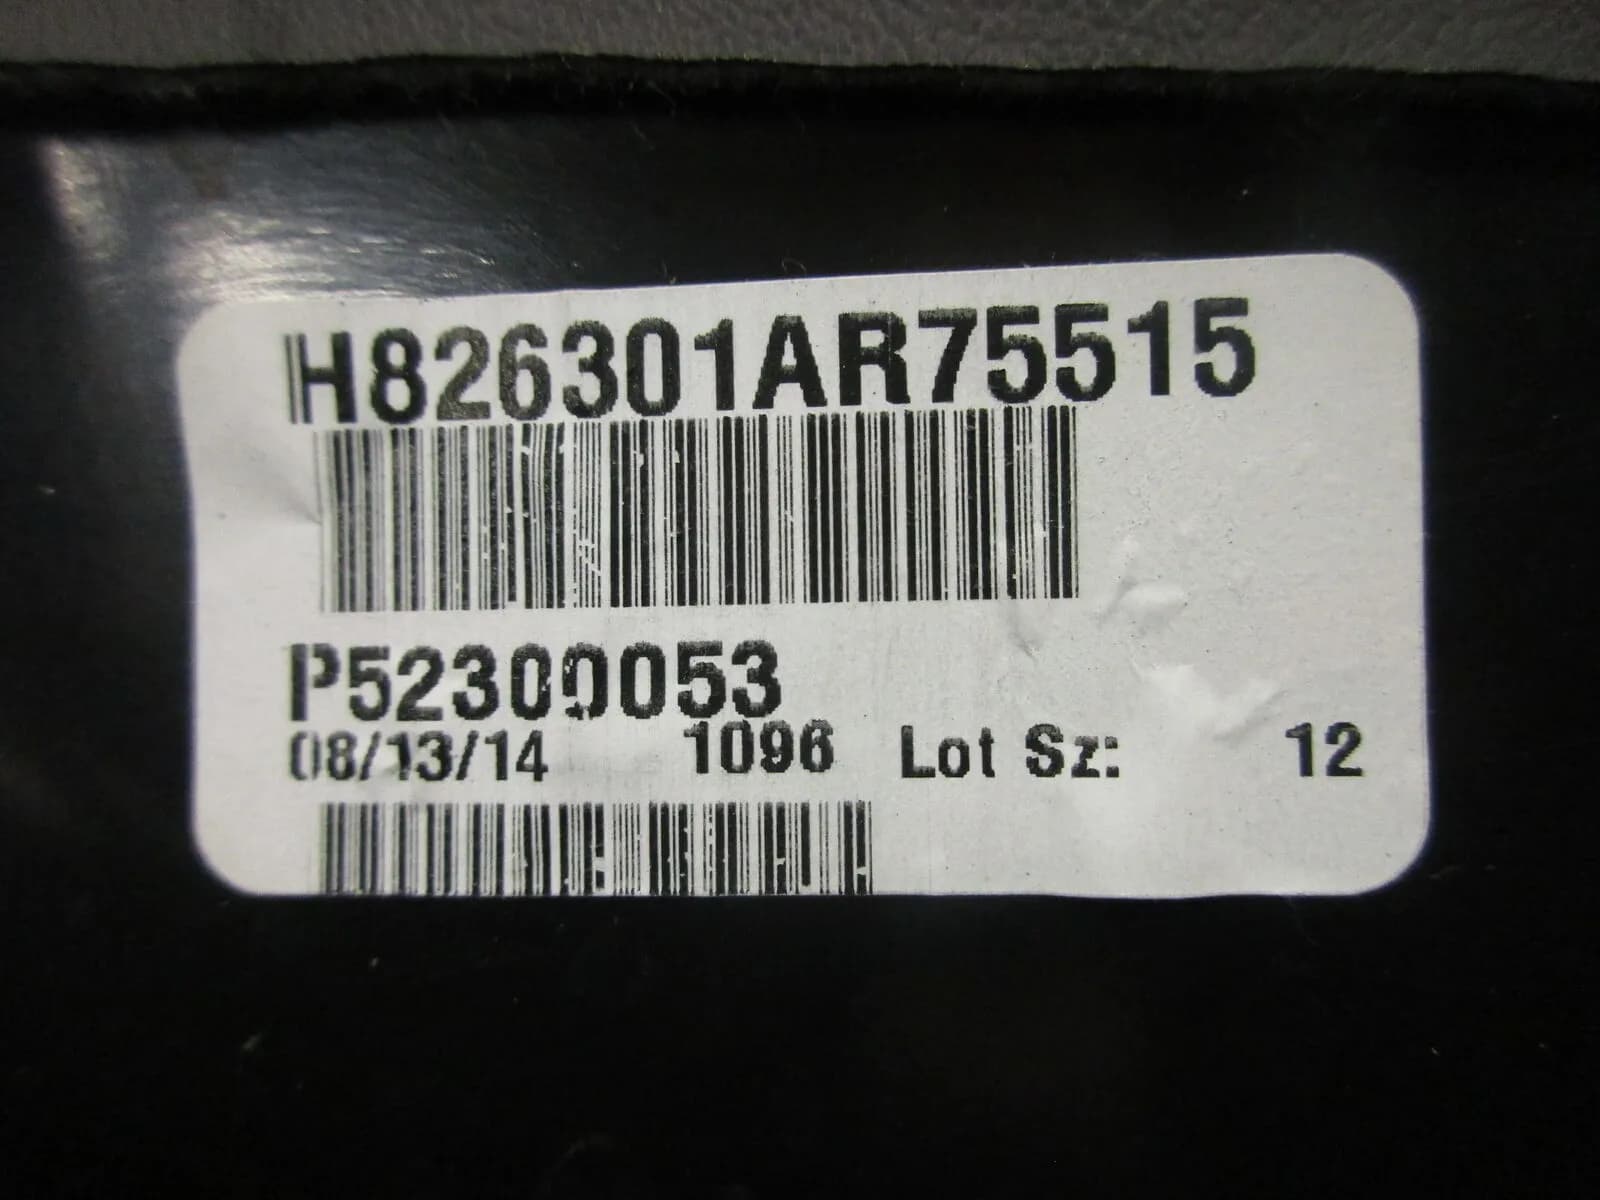 H826301AR75515
P52300053
08/13/14 1096 Lot Sz: 12